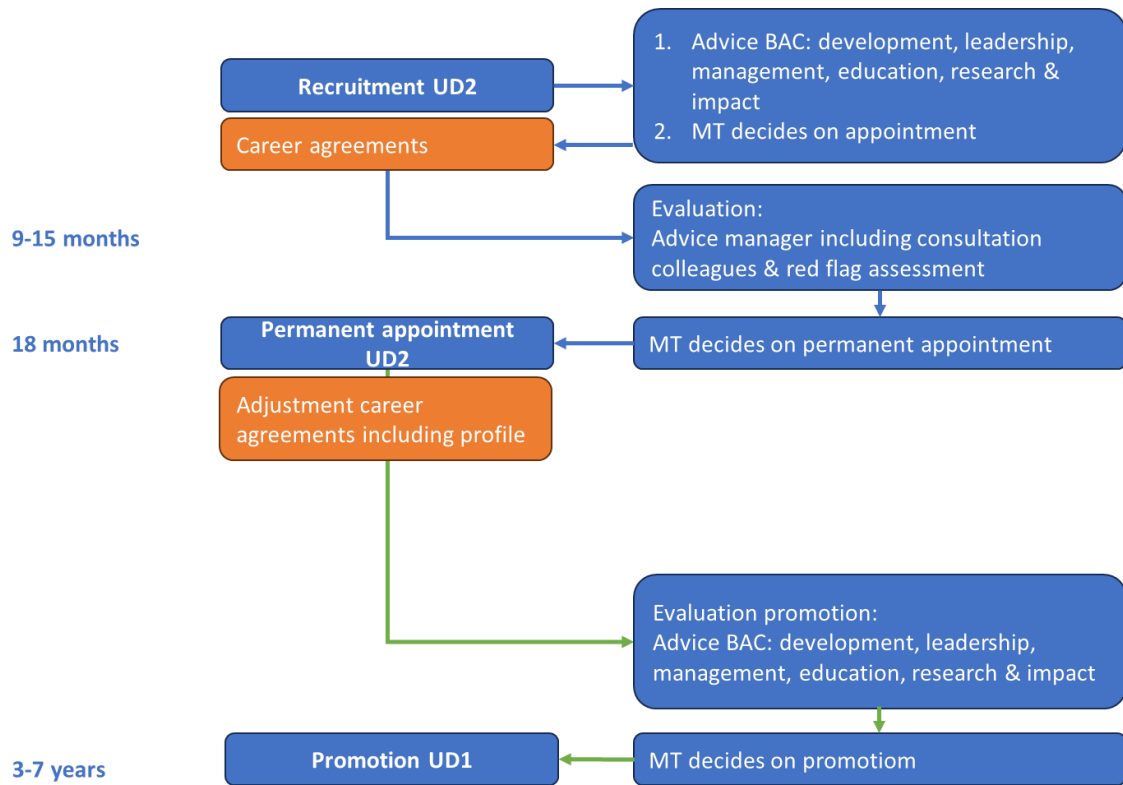 Recruitment UD2
1. Advice BAC: development, leadership,
management, education, research &
impact
2. MT decides on appointment
Career agreements
9-15 months
Evaluation:
Advice manager including consultation
colleagues & red flag assessment
18 months
Permanent appointment
UD2
MT decides on permanent appointment
Adjustment career
agreements including profile
Evaluation promotion:
Advice BAC: development, leadership,
management, education, research & impact
3-7 years
Promotion UD1
MT decides on promotiom